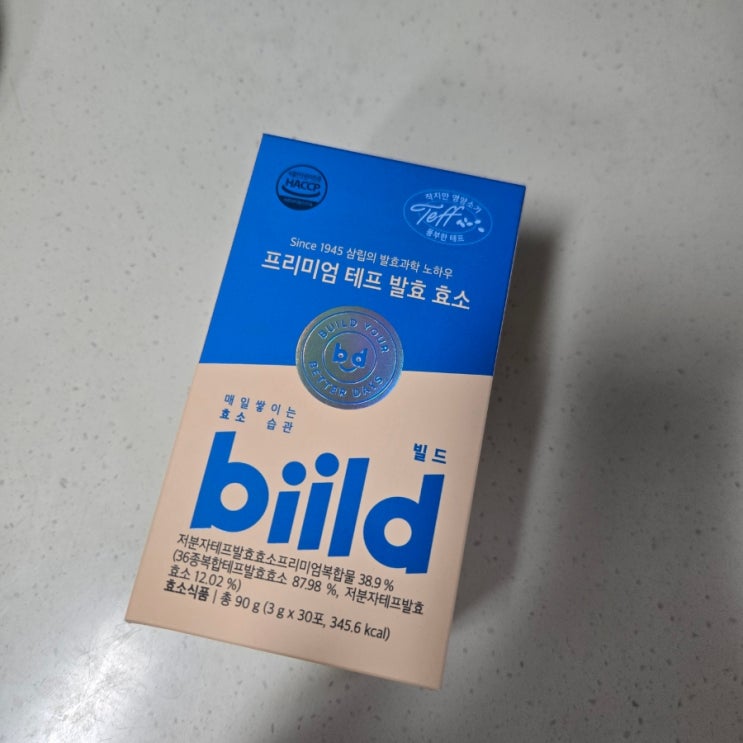 HACCP
작지만 영양소가
Teff
풍부한 테프
Since 1945 삼립의 발효과학 노하우
프리미엄 테프 발효 효소
BUILD YOUR
bd
BETTER DAYS
매일쌓이는
효소 습관
빌드
biild
저분자테프발효효소프리미엄복합물 38.9 %
(36종복합테프발효효소 87.98 %, 저분자테프발효
효소 12.02 %)
효소식품 | 총 90 g (3 g x 30포, 345.6 kcal)